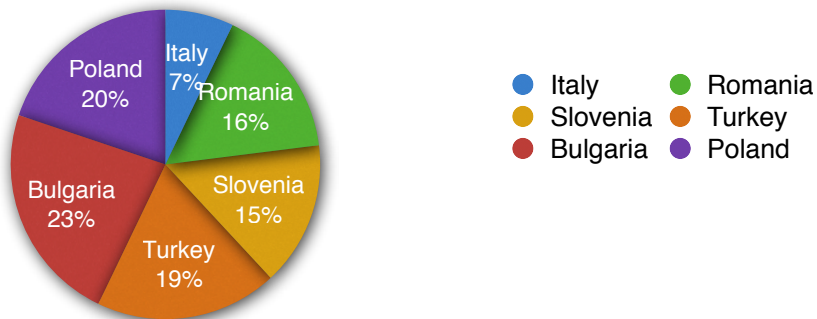 Italy
7%
Romania
16%
Slovenia
15%
Turkey
19%
Bulgaria
23%
Poland
20%
Italy
Romania
Slovenia
Turkey
Bulgaria
Poland